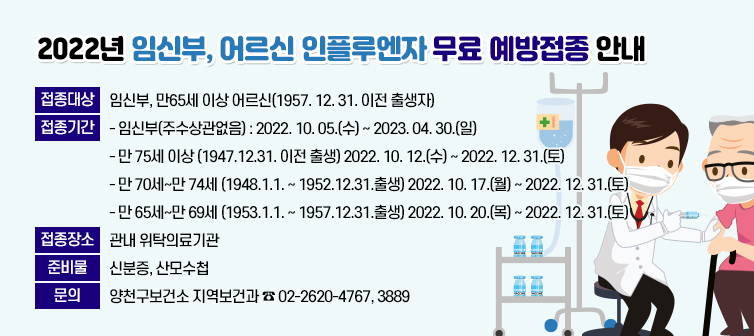 2022년 임신부, 어르신 인플루엔자 무료 예방접종 안내
접종대상 임신부, 만65세 이상 어르신(1957. 12. 31. 이전 출생자)
접종기간 - 임신부(주수상관없음) : 2022. 10. 05.(수) ~ 2023. 04. 30.(일)
- 만 75세 이상 (1947.12.31. 이전 출생) 2022. 10. 12.(수) ~ 2022. 12. 31.(토)
- 만 70세~만 74세 (1948.1.1. ~ 1952.12.31.출생) 2022. 10. 17.(월) ~ 2022. 12. 31.(토)
- 만 65세~만 69세 (1953.1.1. ~ 1957.12.31.출생) 2022. 10. 20.(목) ~ 2022. 12. 31.(토)
접종장소 관내 위탁의료기관
준비물 신분증, 산모수첩
문의 양천구보건소 지역보건과 ☎ 02-2620-4767, 3889